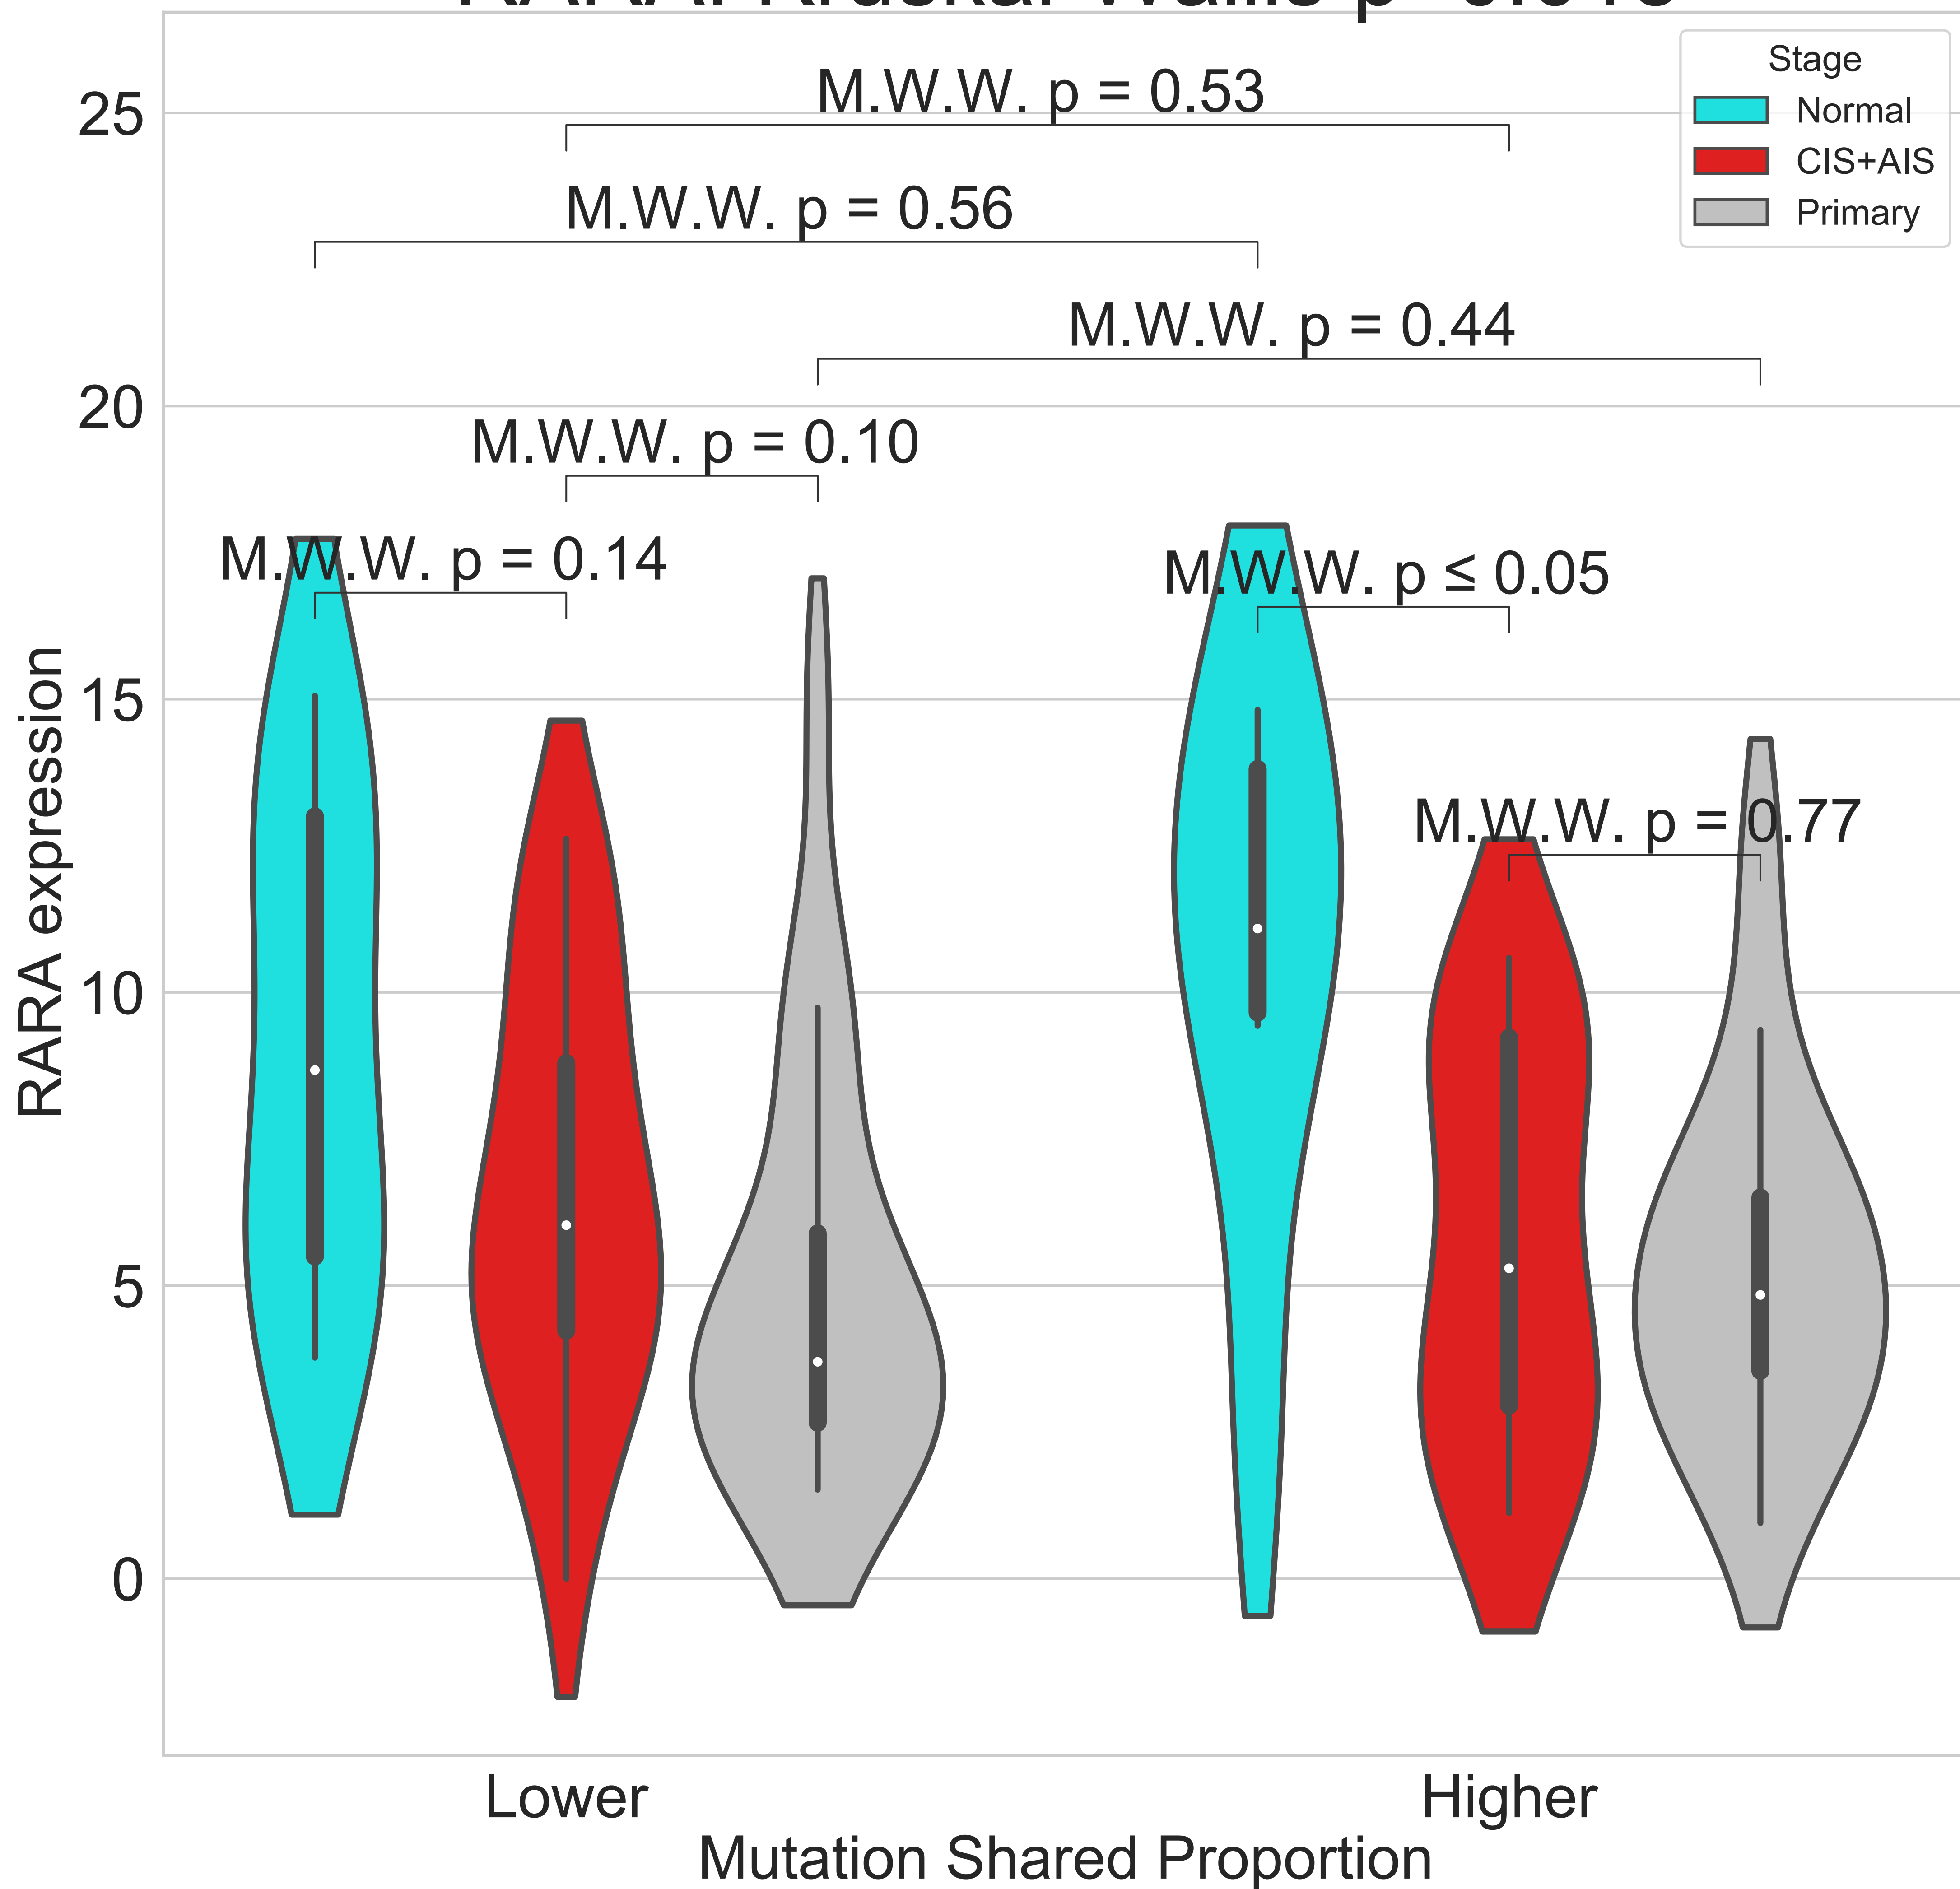 25
20
15
10
5
0
RARA expression
M.W.W. p = 0.53
M.W.W. p = 0.56
M.W.W. p = 0.44
M.W.W. p = 0.10
M.W.W. p = 0.14
M.W.W. p ≤ 0.05
M.W.W. p = 0.77
Stage
Normal
CIS+AIS
Primary
Lower
Higher
Mutation Shared Proportion